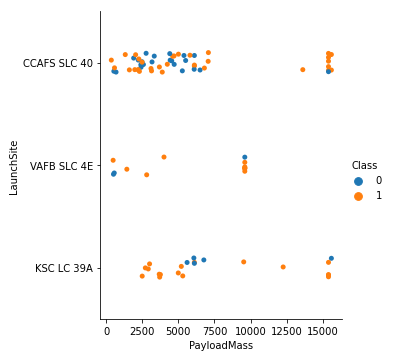 CCAFS SLC 40
VAFB SLC 4E
KSC LC 39A
LaunchSite
Class
0
1
0 2500 5000 7500 10000 12500 15000
PayloadMass